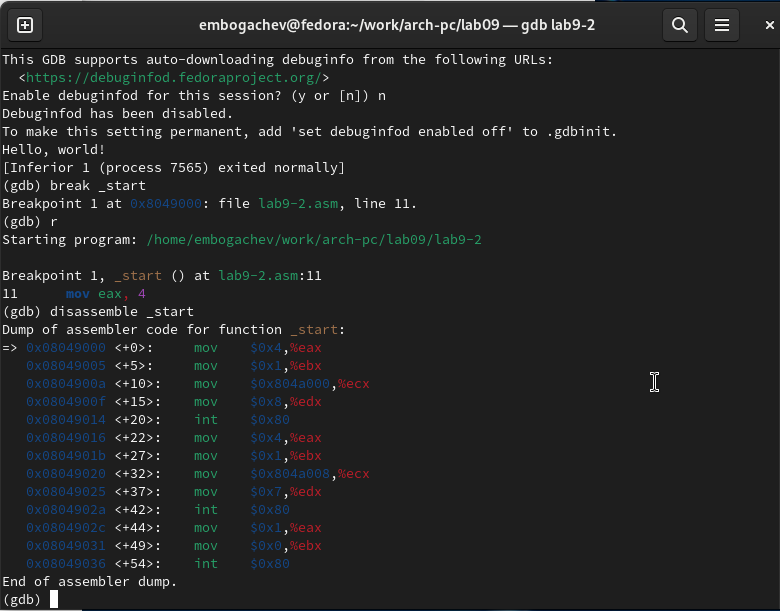 embogachev@fedora:~/work/arch-pc/lab09 — gdb lab9-2
This GDB supports auto-downloading debuginfo from the following URLs:
  <https://debuginfod.fedoraproject.org/>
Enable debuginfod for this session? (y or [n]) n
Debuginfod has been disabled.
To make this setting permanent, add 'set debuginfod enabled off' to .gdbinit.
Hello, world!
[Inferior 1 (process 7565) exited normally]
(gdb) break _start
Breakpoint 1 at 0x8049000: file lab9-2.asm, line 11.
(gdb) r
Starting program: /home/embogachev/work/arch-pc/lab09/lab9-2

Breakpoint 1, _start () at lab9-2.asm:11
11      mov eax, 4
(gdb) disassemble _start
Dump of assembler code for function _start:
=> 0x08049000 <+0>:     mov    $0x4,%eax
   0x08049005 <+5>:     mov    $0x1,%ebx
   0x0804900a <+10>:    mov    $0x804a000,%ecx
   0x0804900f <+15>:    mov    $0x8,%edx
   0x08049014 <+20>:    int    $0x80
   0x08049016 <+22>:    mov    $0x4,%eax
   0x0804901b <+27>:    mov    $0x1,%ebx
   0x08049020 <+32>:    mov    $0x804a008,%ecx
   0x08049025 <+37>:    mov    $0x7,%edx
   0x0804902a <+42>:    int    $0x80
   0x0804902c <+44>:    mov    $0x1,%eax
   0x08049031 <+49>:    mov    $0x0,%ebx
   0x08049036 <+54>:    int    $0x80
End of assembler dump.
(gdb)